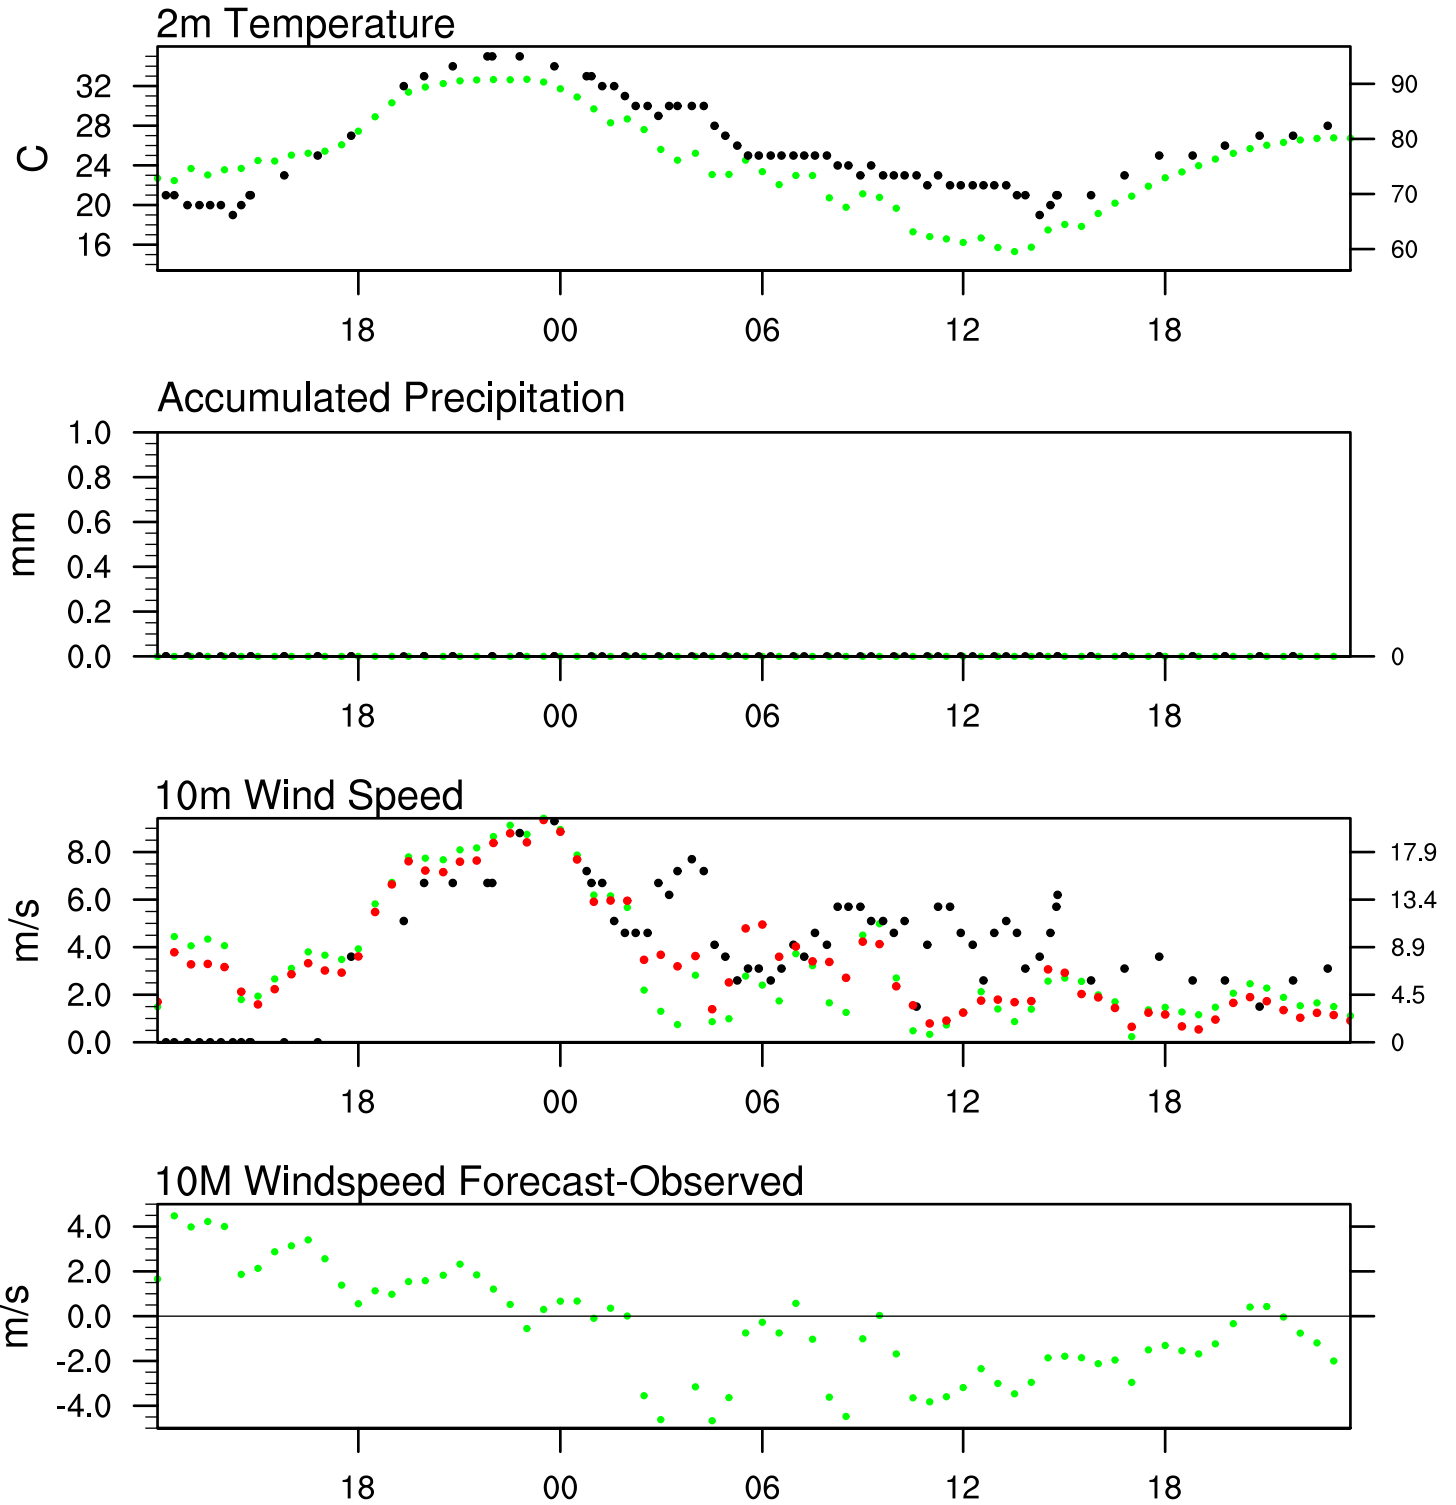 2m Temperature
32
28
24
20
16
C
90
80
70
60
18 00 06 12 18
Accumulated Precipitation
1.0
0.8
0.6
0.4
0.2
0.0
mm
0
18 00 06 12 18
10m Wind Speed
8.0
6.0
4.0
2.0
0.0
m/s
17.9
13.4
8.9
4.5
0
18 00 06 12 18
10M Windspeed Forecast-Observed
4.0
2.0
0.0
-2.0
-4.0
m/s
18 00 06 12 18